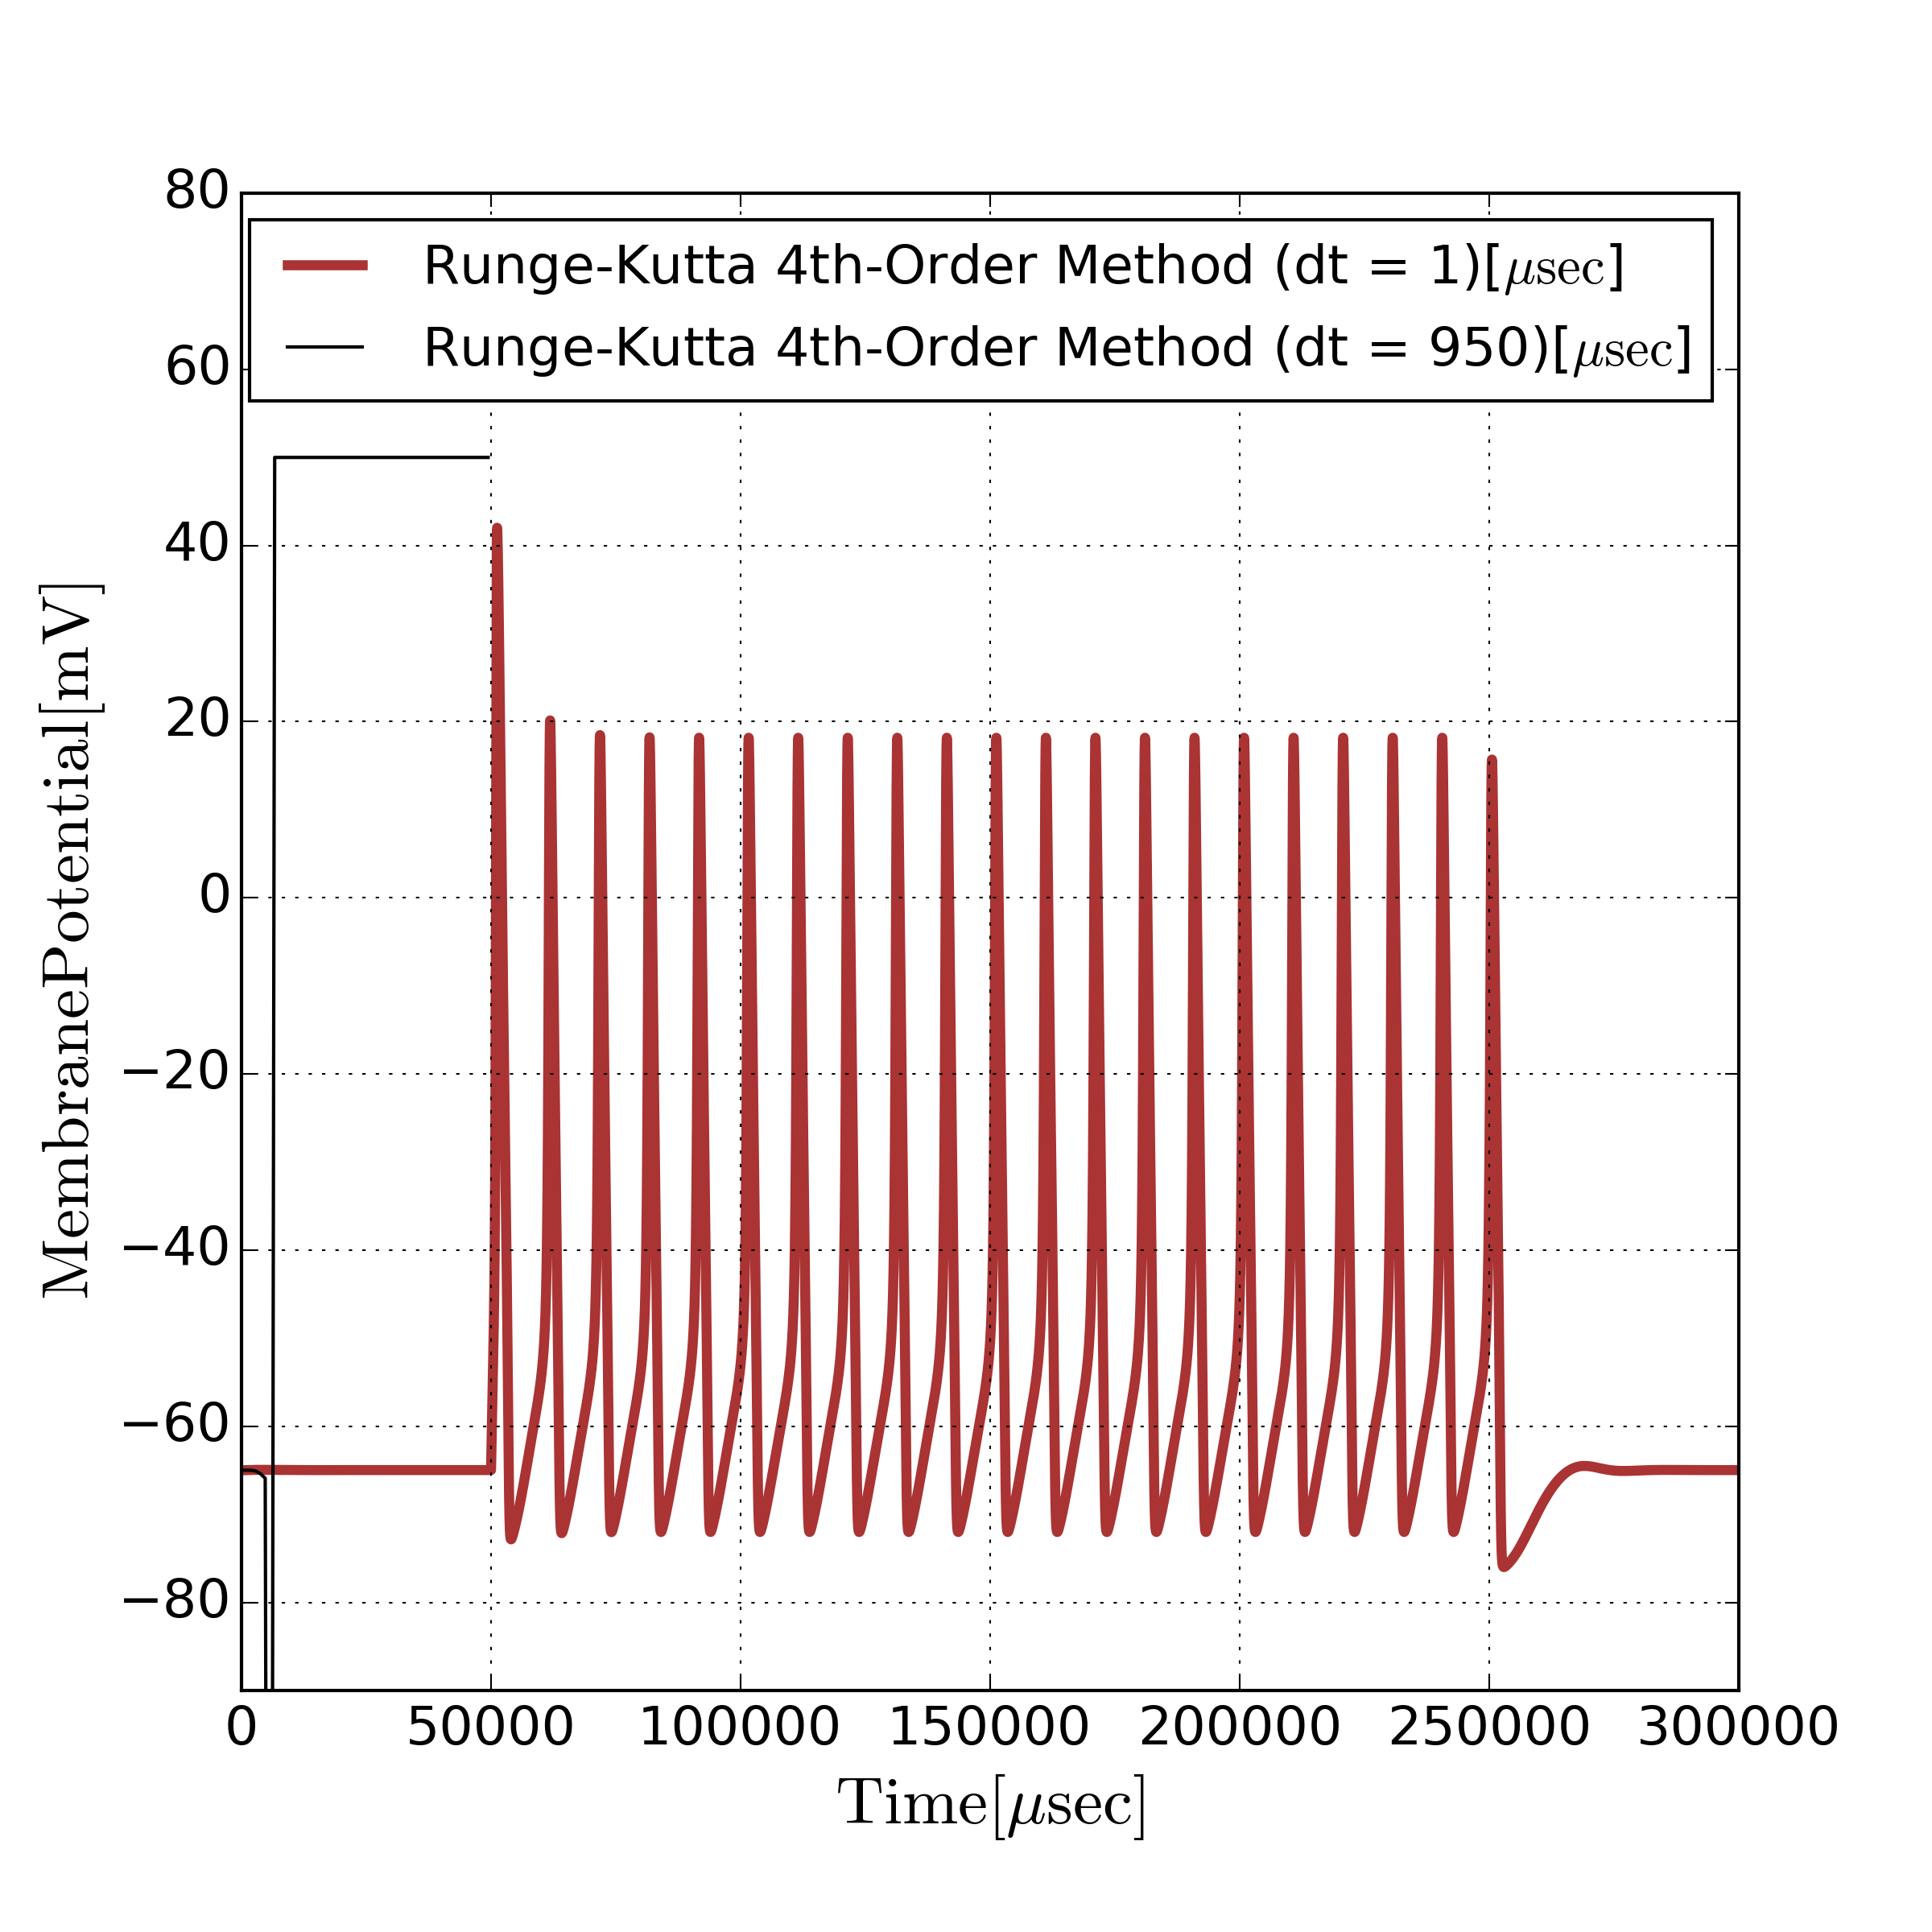 80
60
40
20
0
−20
−40
−60
−80
Runge-Kutta 4th-Order Method (dt = 1)[μsec]
Runge-Kutta 4th-Order Method (dt = 950)[μsec]
MembranePotential[mV]
0 50000 100000 150000 200000 250000 300000
Time[μsec]